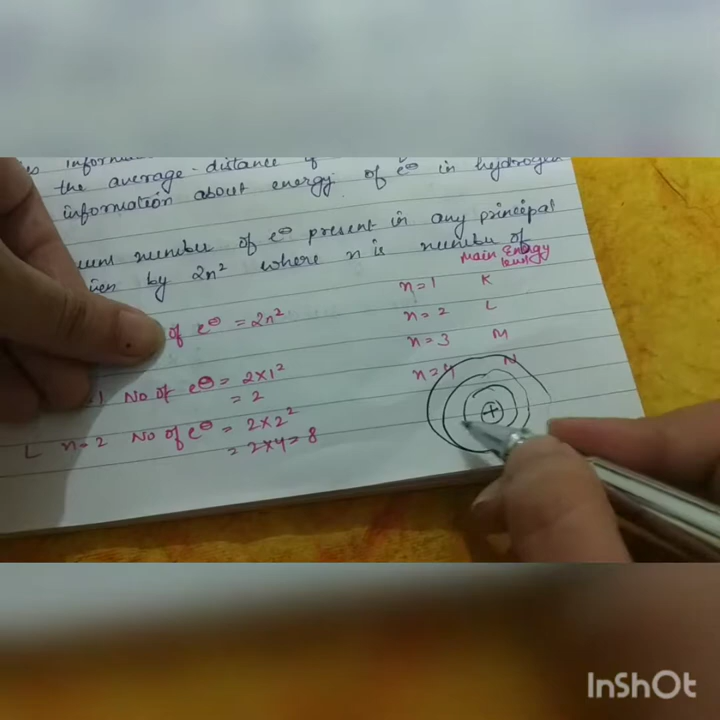 the average-distance
information about energy of e⊖ in hydrogen
number of e⊖ present in any principal
by 2n² where n is number of
Main Energy level
of e⊖ = 2n²
n=1 K
n=2 L
n=3 M
n=4 N
1 No of e⊖ = 2×1²
= 2
L n=2 No of e⊖ = 2×2²
= 2×4=8
+
InShOt